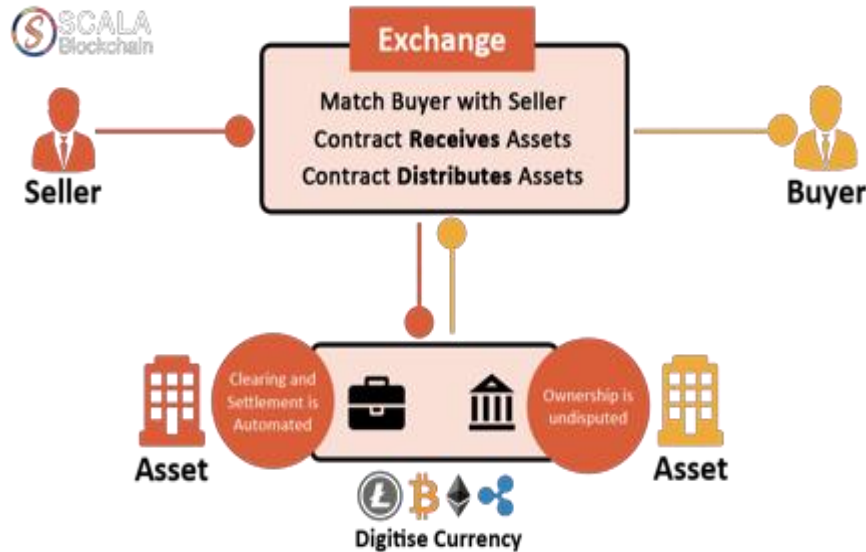 SCALA
Blockchain
Exchange
Match Buyer with Seller
Contract Receives Assets
Contract Distributes Assets
Seller
Buyer
Clearing and
Settlement is
Automated
Ownership is
undisputed
Asset
Asset
Digitise Currency